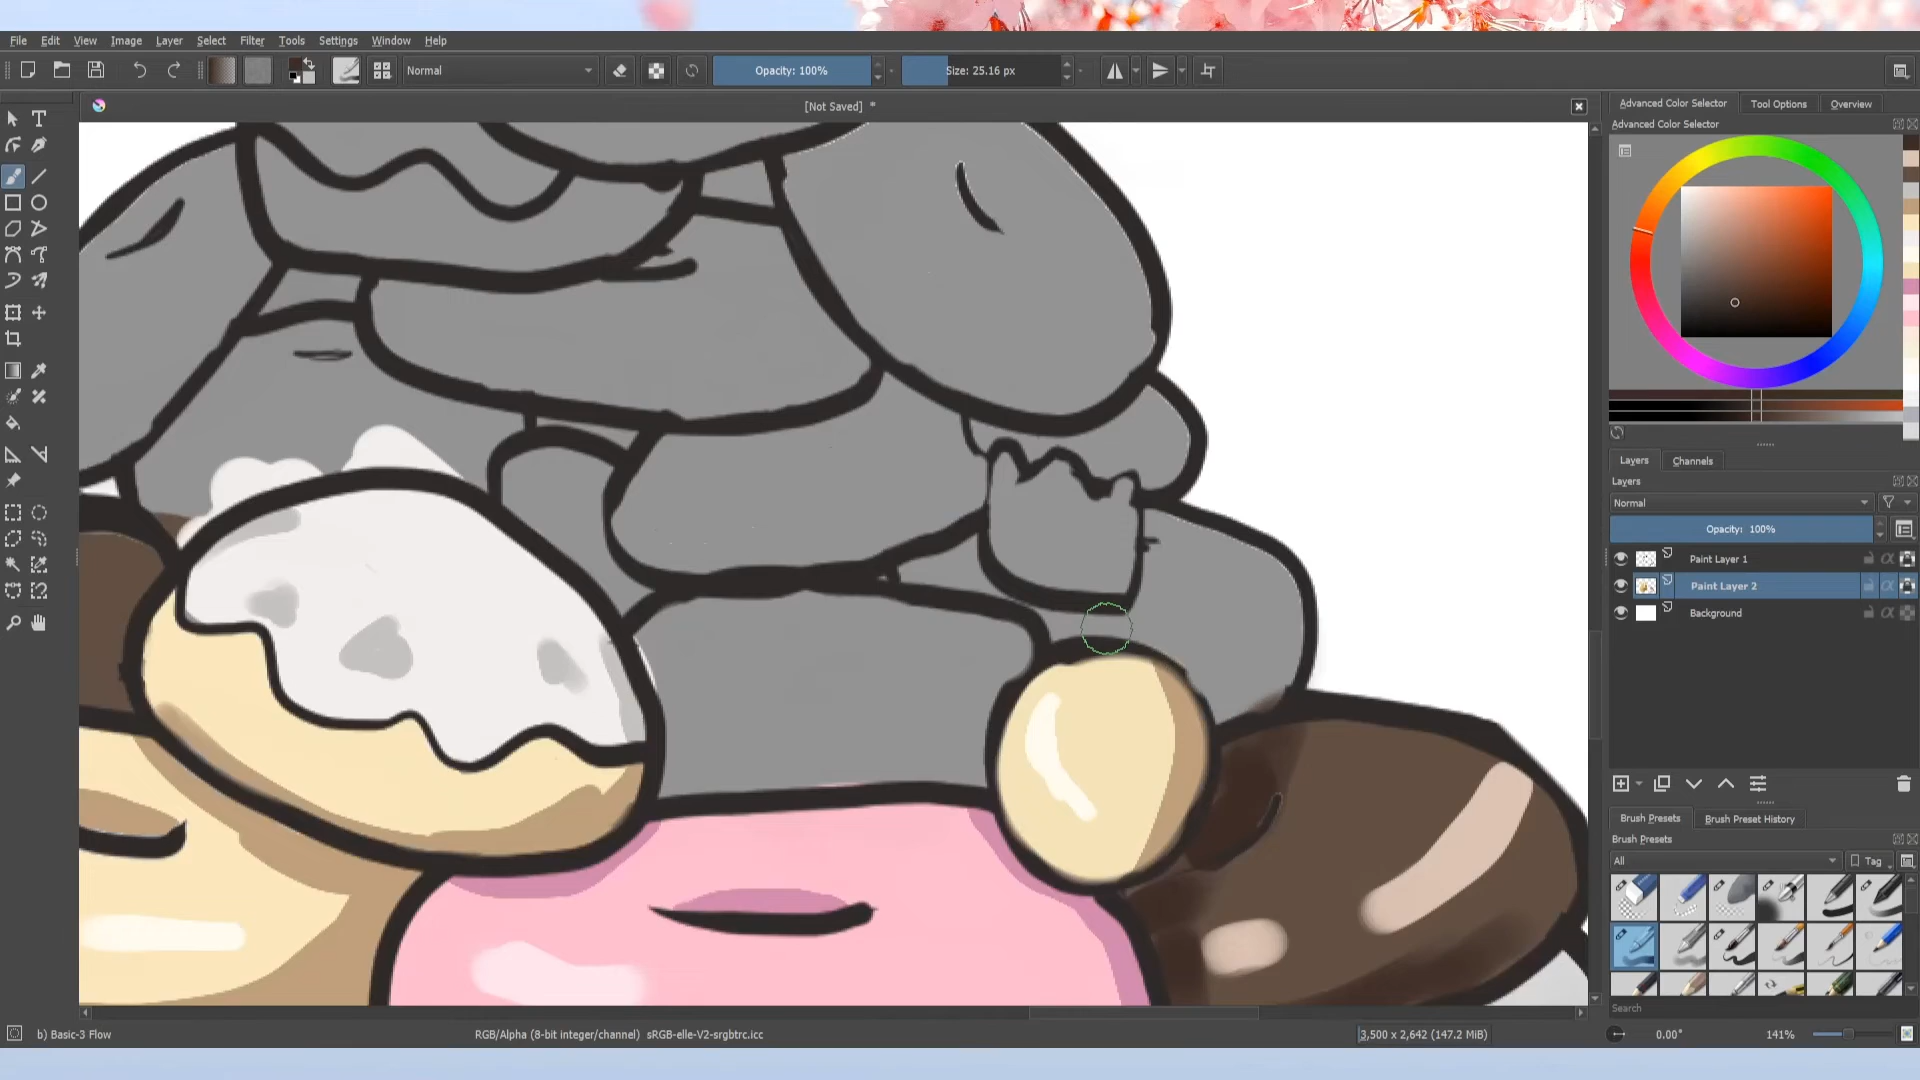 File Edit View Image Layer Select Filter Tools Settings Window Help
Normal
Opacity: 100%
Size: 25.16 px
[Not Saved] *
Advanced Color Selector
Tool Options
Overview
Advanced Color Selector
Layers
Channels
Layers
Normal
Opacity: 100%
Paint Layer 1
Paint Layer 2
Background
Brush Presets
Brush Preset History
Brush Presets
All
Tag
Search
b) Basic-3 Flow
RGB/Alpha (8-bit integer/channel) sRGB-elle-V2-srgbtrc.icc
3,500 x 2,642 (147.2 MiB)
0.00°
141%